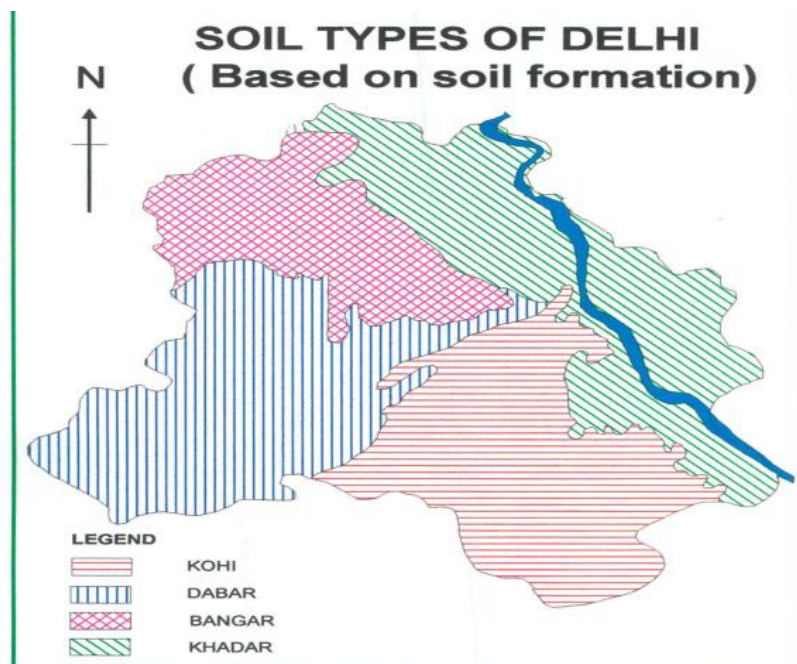 SOIL TYPES OF DELHI
( Based on soil formation)
N
LEGEND
KOHI
DABAR
BANGAR
KHADAR